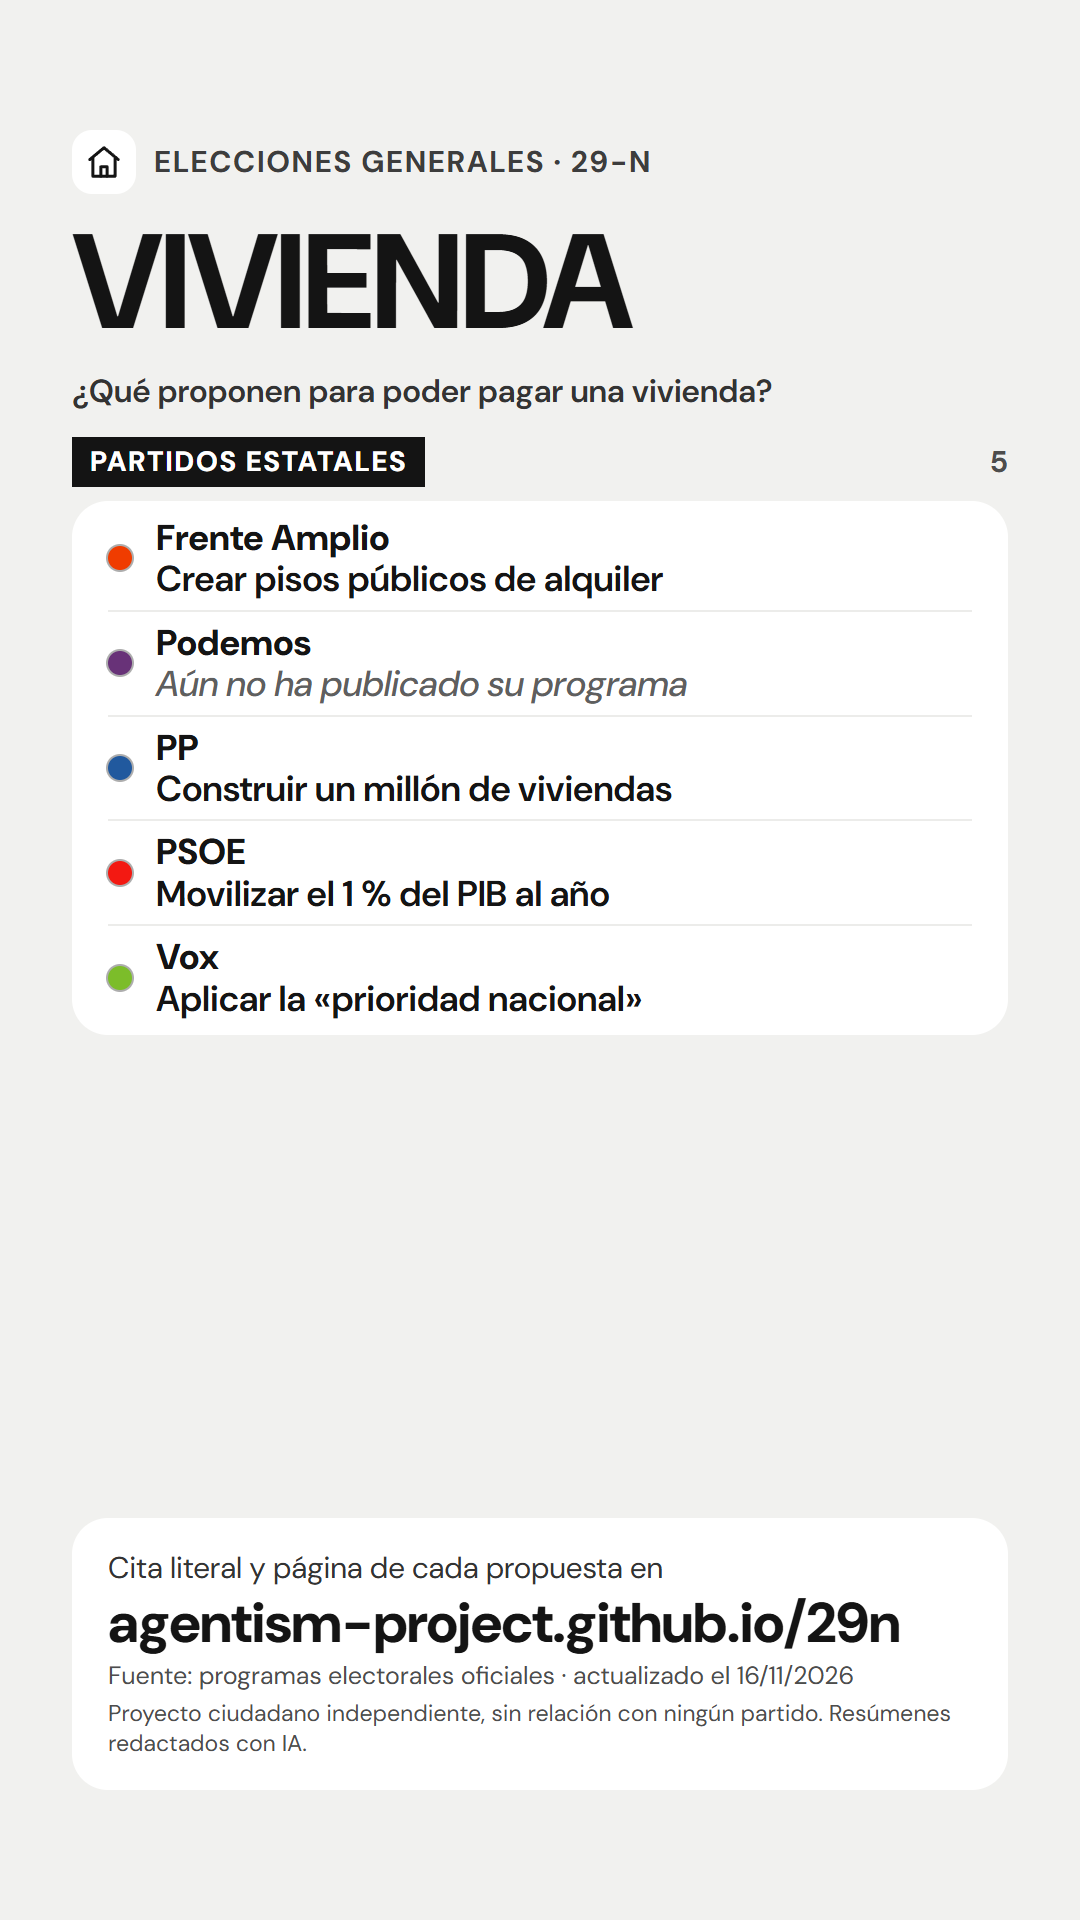 ELECCIONES GENERALES · 29-N
VIVIENDA
¿Qué proponen para poder pagar una vivienda?
PARTIDOS ESTATALES
5
Frente Amplio
Crear pisos públicos de alquiler
Podemos
Aún no ha publicado su programa
PP
Construir un millón de viviendas
PSOE
Movilizar el 1 % del PIB al año
Vox
Aplicar la «prioridad nacional»
Cita literal y página de cada propuesta en
agentism-project.github.io/29n
Fuente: programas electorales oficiales · actualizado el 16/11/2026
Proyecto ciudadano independiente, sin relación con ningún partido. Resúmenes
redactados con IA.